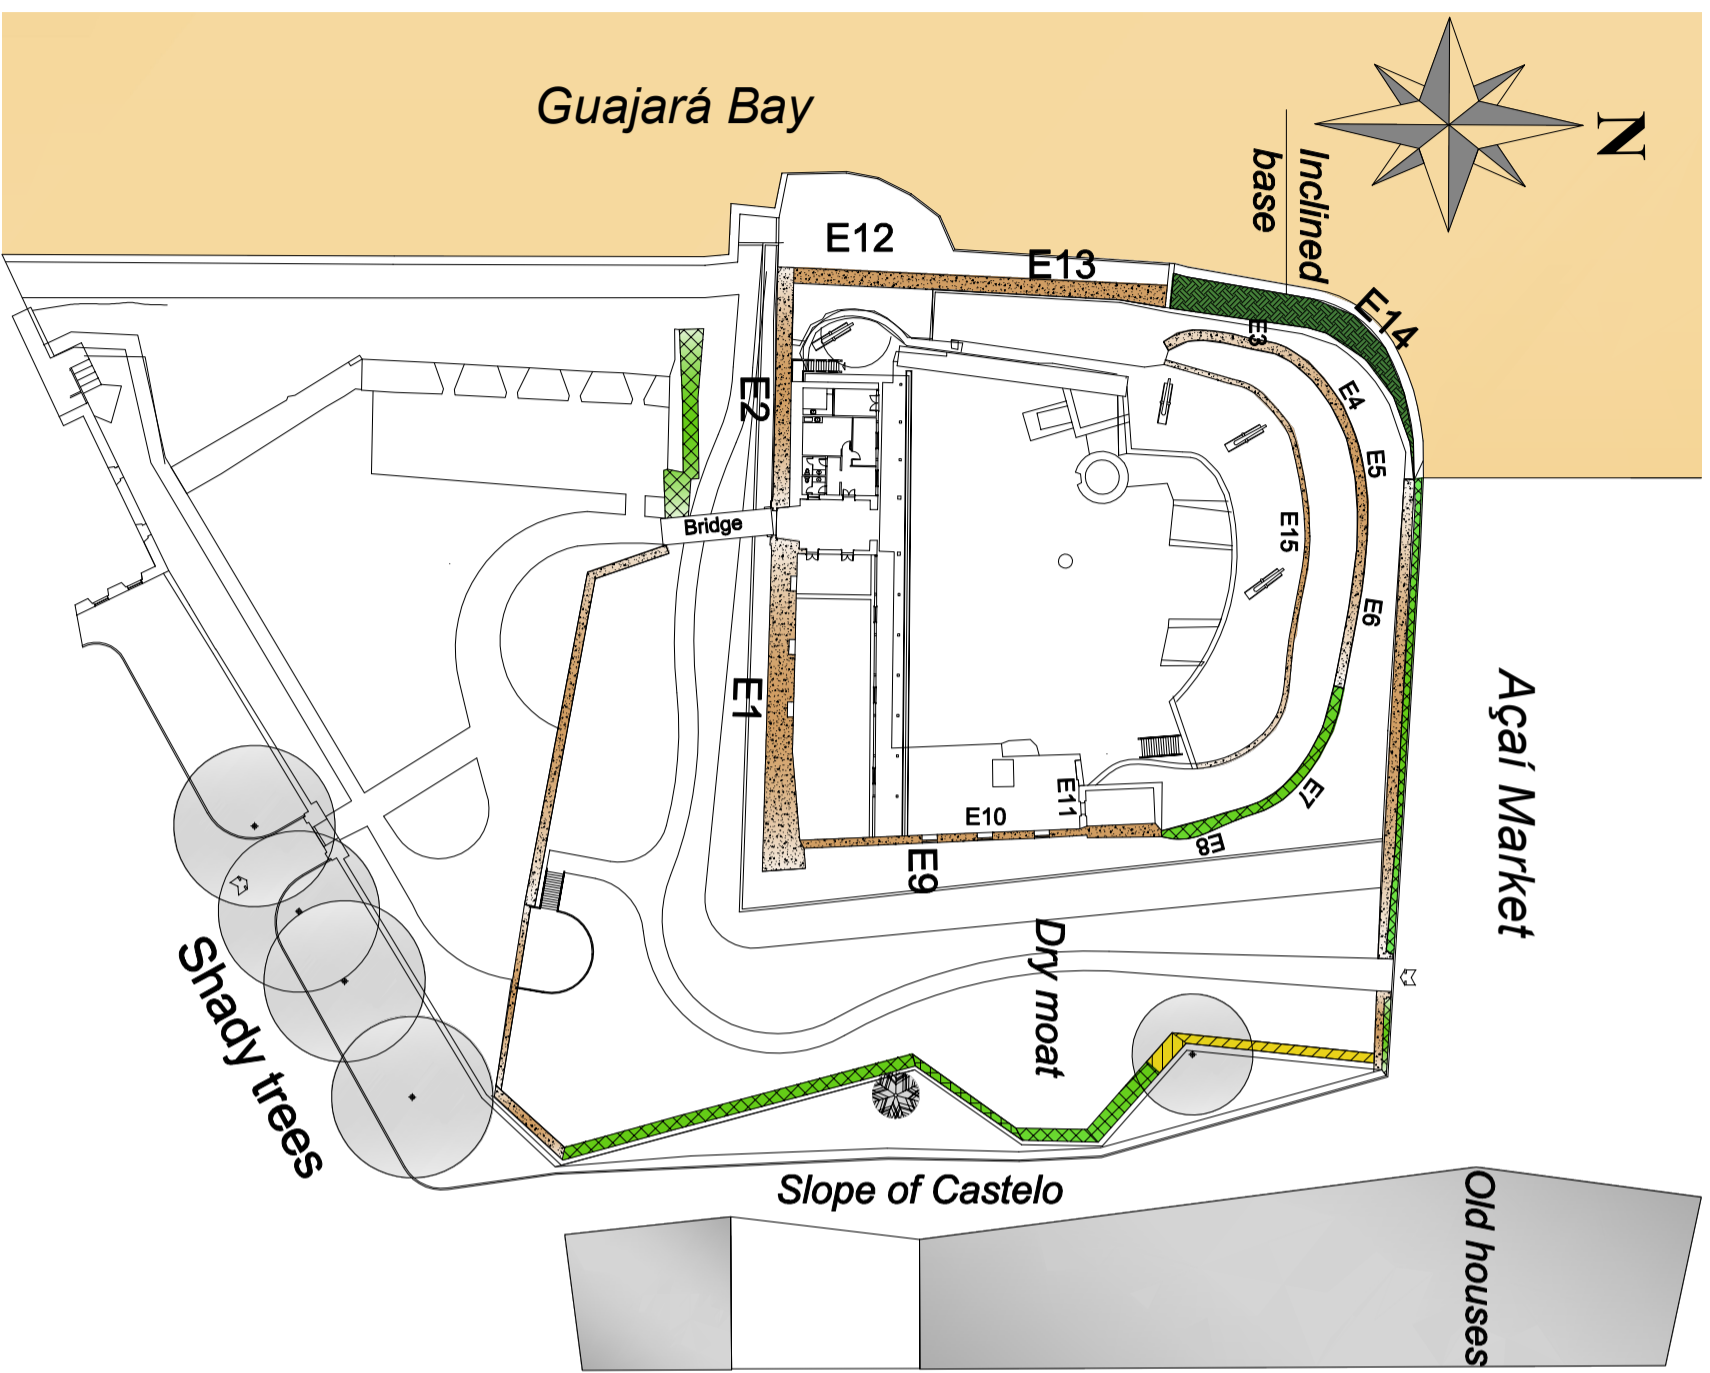 Guajará Bay
N
Inclined
base
E12
E13
E14
E3
E4
E2
E5
E15
Bridge
E6
E1
E7
E11
E10
E8
E9
Açaí Market
Dry moat
Shady trees
Slope of Castelo
Old houses